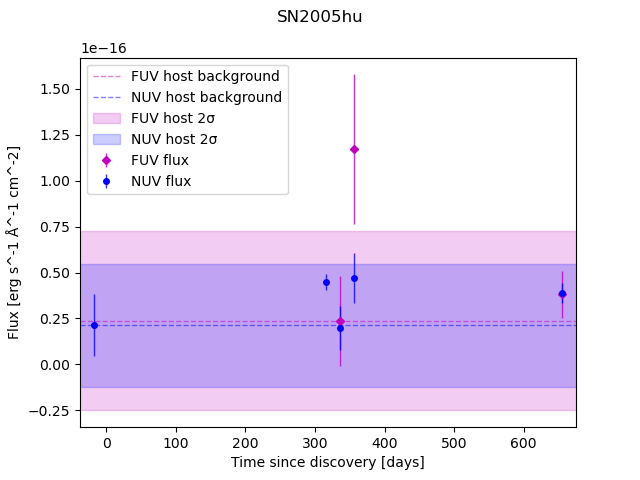 SN2005hu
1e−16
FUV host background
NUV host background
FUV host 2σ
NUV host 2σ
FUV flux
NUV flux
1.50
1.25
1.00
0.75
0.50
0.25
0.00
−0.25
Flux [erg s^-1 Å^-1 cm^-2]
0 100 200 300 400 500 600
Time since discovery [days]